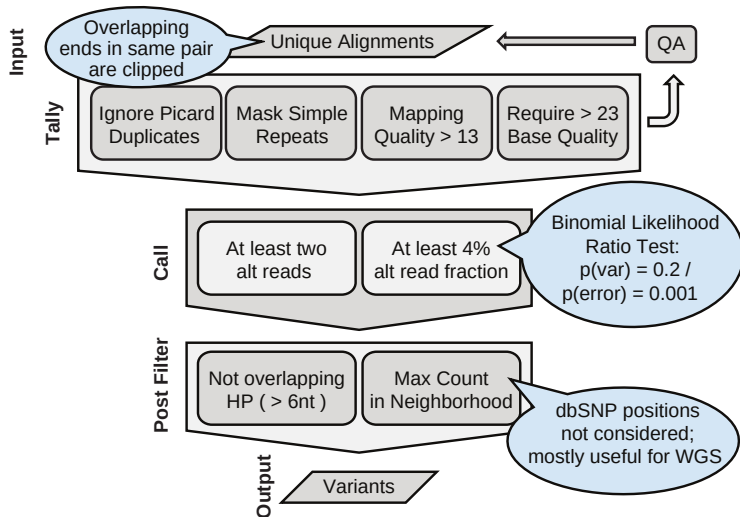 Input
Overlapping
ends in same pair
are clipped
Unique Alignments
QA
Tally
Ignore Picard
Duplicates
Mask Simple
Repeats
Mapping
Quality > 13
Require > 23
Base Quality
Call
At least two
alt reads
At least 4%
alt read fraction
Binomial Likelihood
Ratio Test:
p(var) = 0.2 /
p(error) = 0.001
Post Filter
Not overlapping
HP ( > 6nt )
Max Count
in Neighborhood
dbSNP positions
not considered;
mostly useful for WGS
Output
Variants